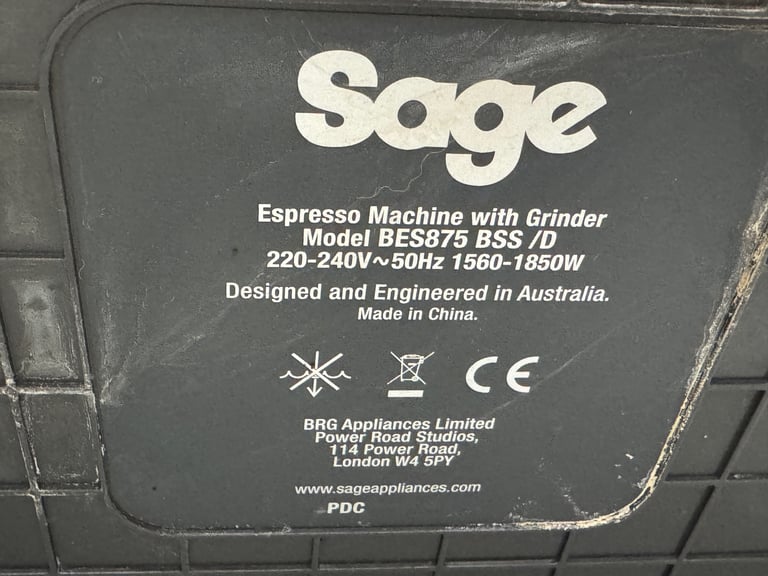 Sage
Espresso Machine with Grinder
Model BES875 BSS /D
220-240V~50Hz 1560-1850W
Designed and Engineered in Australia.
Made in China.
CE
BRG Appliances Limited
Power Road Studios,
114 Power Road,
London W4 5PY
www.sageappliances.com
PDC